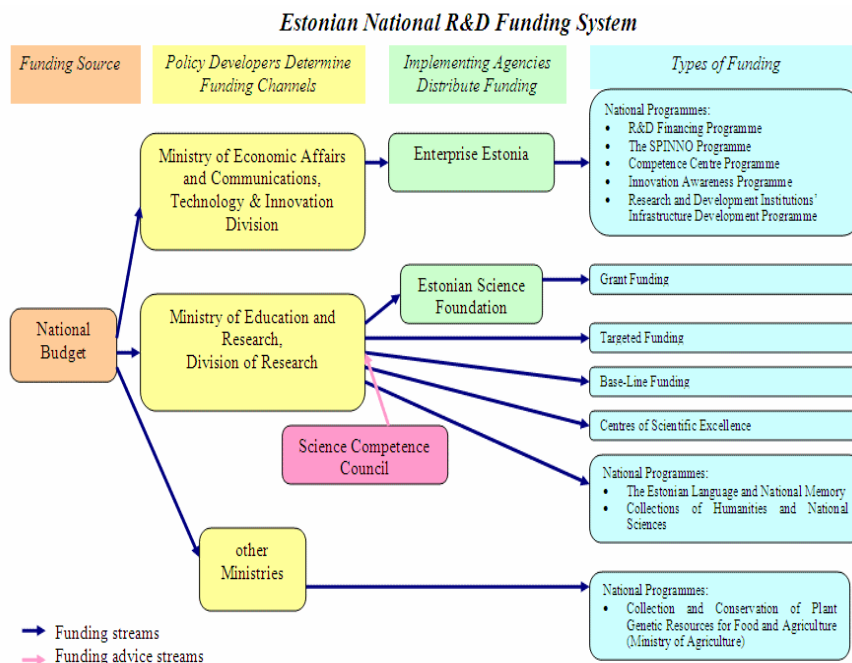 Estonian National R&D Funding System
Funding Source
Policy Developers Determine
Funding Channels
Implementing Agencies
Distribute Funding
Types of Funding
Ministry of Economic Affairs
and Communications,
Technology & Innovation
Division
Enterprise Estonia
National Programmes:
• R&D Financing Programme
• The SPINNO Programme
• Competence Centre Programme
• Innovation Awareness Programme
• Research and Development Institutions'
Infrastructure Development Programme
National
Budget
Ministry of Education and
Research,
Division of Research
Estonian Science
Foundation
Grant Funding
Targeted Funding
Base-Line Funding
Centres of Scientific Excellence
Science Competence
Council
National Programmes:
• The Estonian Language and National Memory
• Collections of Humanities and National
Sciences
other
Ministries
National Programmes:
• Collection and Conservation of Plant
Genetic Resources for Food and Agriculture
(Ministry of Agriculture)
Funding streams
Funding advice streams